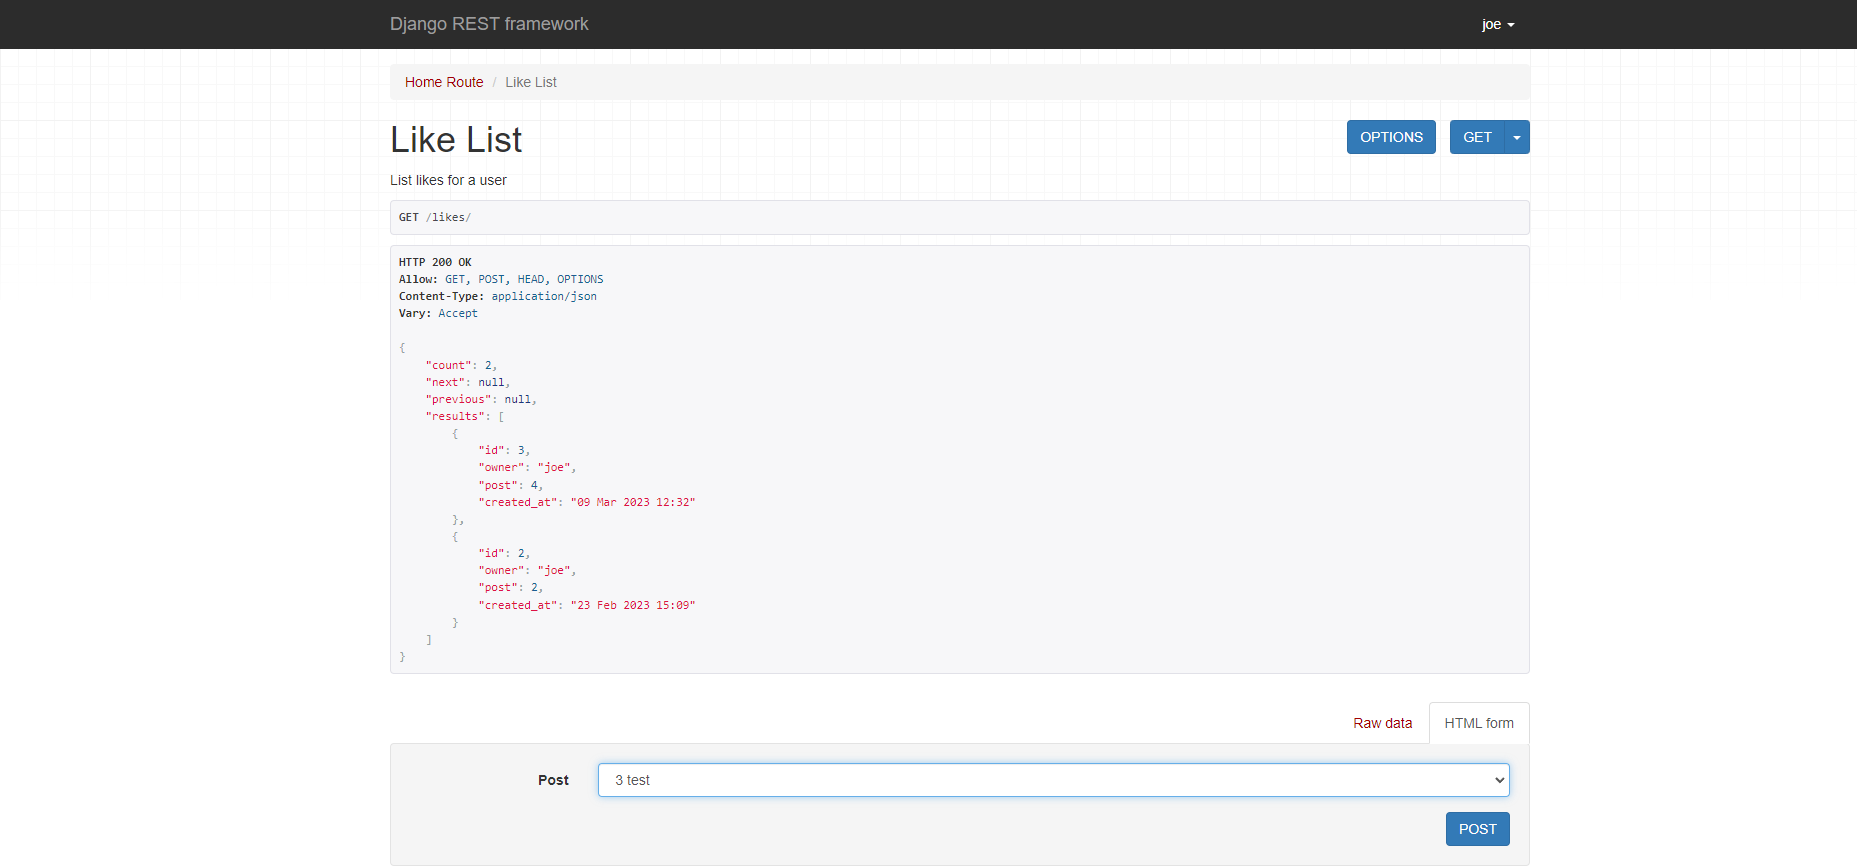 Django REST framework
joe
Home Route / Like List
Like List
OPTIONS
GET
List likes for a user
GET /likes/
HTTP 200 OK
Allow: GET, POST, HEAD, OPTIONS
Content-Type: application/json
Vary: Accept
{
    "count": 2,
    "next": null,
    "previous": null,
    "results": [
        {
            "id": 3,
            "owner": "joe",
            "post": 4,
            "created_at": "09 Mar 2023 12:32"
        },
        {
            "id": 2,
            "owner": "joe",
            "post": 2,
            "created_at": "23 Feb 2023 15:09"
        }
    ]
}
Raw data
HTML form
Post
3 test
POST